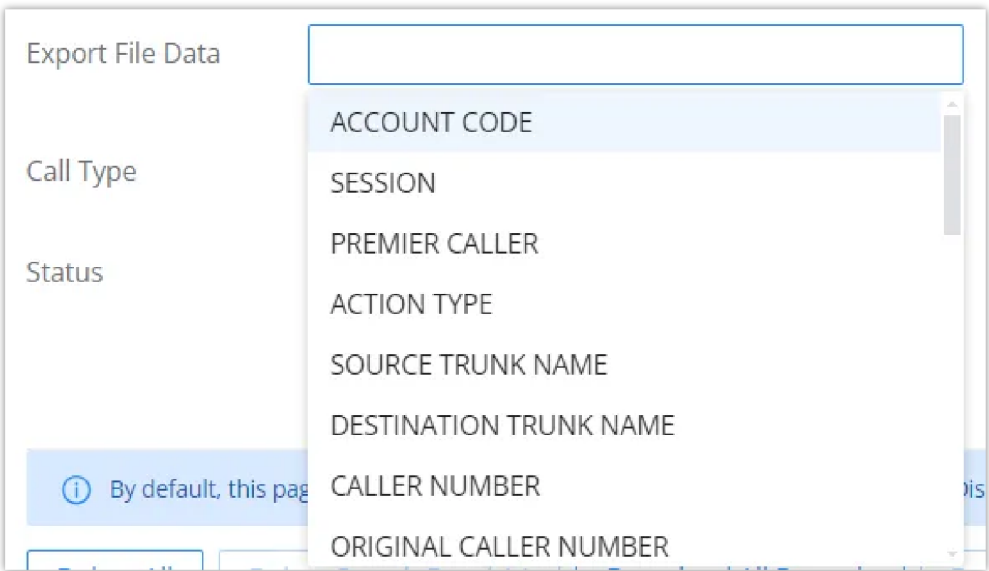 Export File Data
ACCOUNT CODE
Call Type
SESSION
PREMIER CALLER
Status
ACTION TYPE
SOURCE TRUNK NAME
DESTINATION TRUNK NAME
By default, this
CALLER NUMBER
ORIGINAL CALLER NUMBER